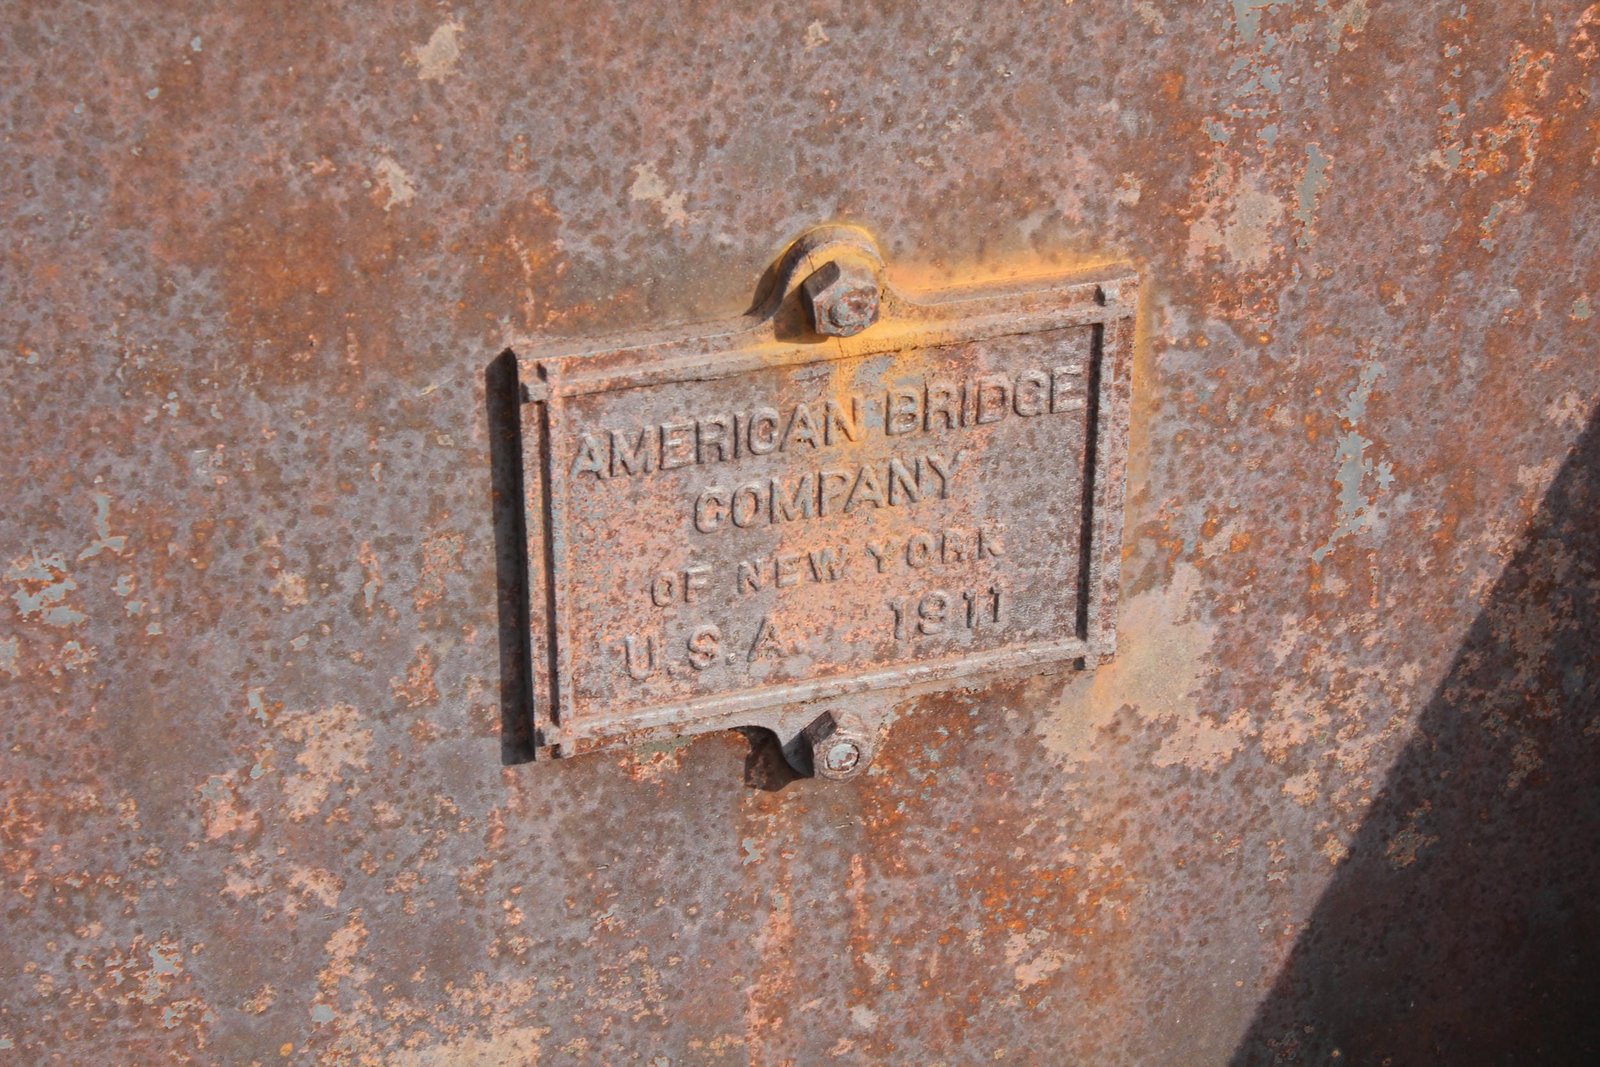 AMERICAN BRIDGE
COMPANY
OF NEW YORK
U.S.A. 1911